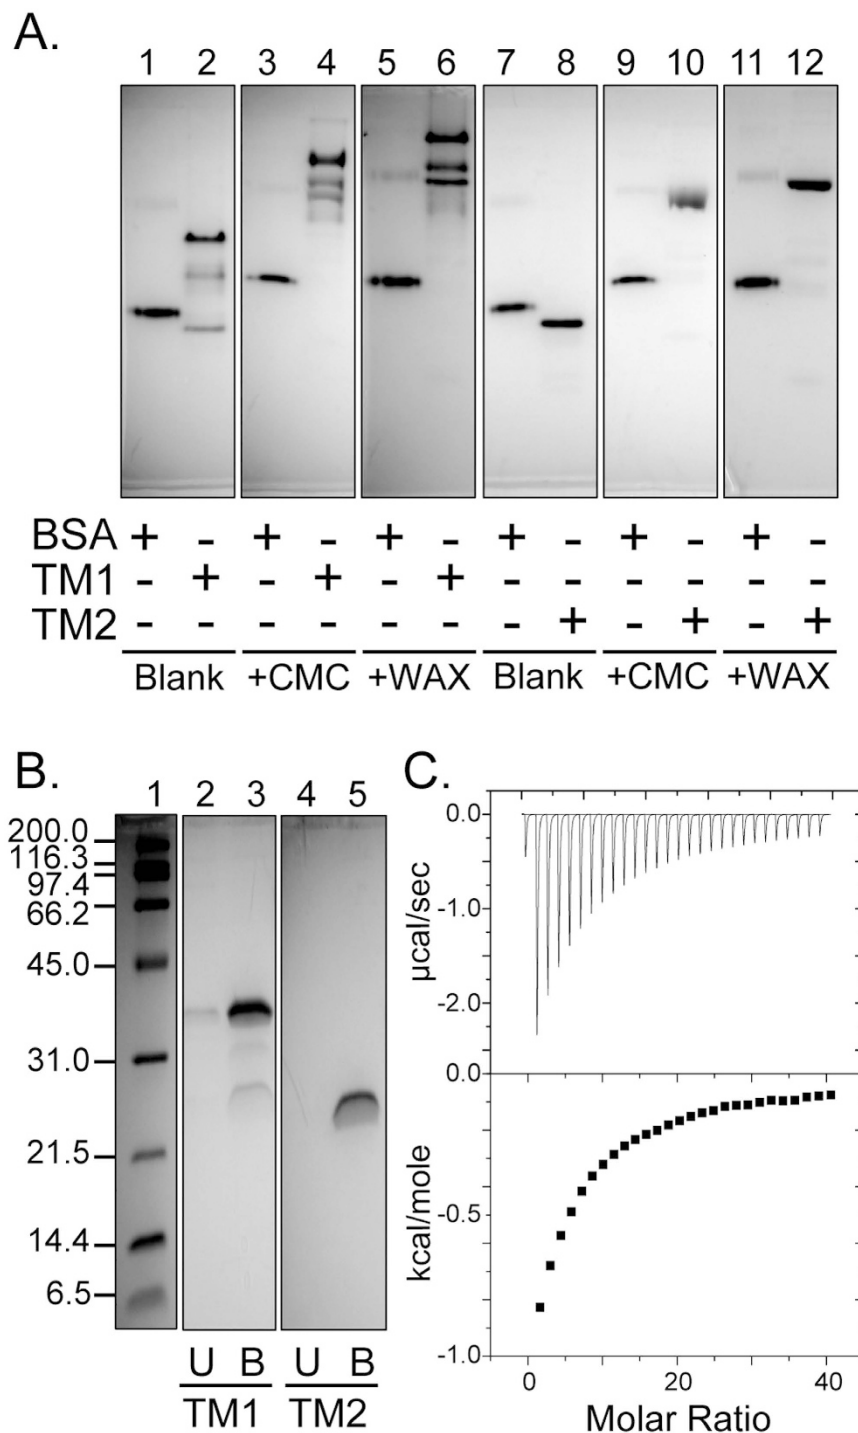 A.
1 2 3 4 5 6 7 8 9 10 11 12
BSA + - + - + - + - + - + -
TM1 - + - + - + - - - - - -
TM2 - - - - - - - + - + - +
Blank +CMC +WAX Blank +CMC +WAX
B.
1 2 3 4 5
200.0
116.3
97.4
66.2
45.0
31.0
21.5
14.4
6.5
U B U B
TM1 TM2
C.
0.0
-1.0
-2.0
µcal/sec
0.0
-0.5
-1.0
kcal/mole
0 20 40
Molar Ratio